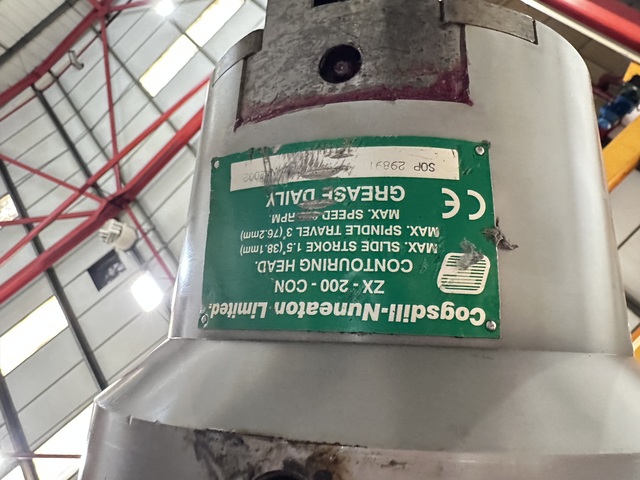 Cogsdill-Nuneaton Limited.
ZX - 200 - CON
CONTOURING HEAD.
MAX. SLIDE STROKE 1.5 (38.1mm)
MAX. SPINDLE TRAVEL 3 (76.2mm)
MAX. SPEED RPM.
GREASE DAILY
CE
SOP 29891